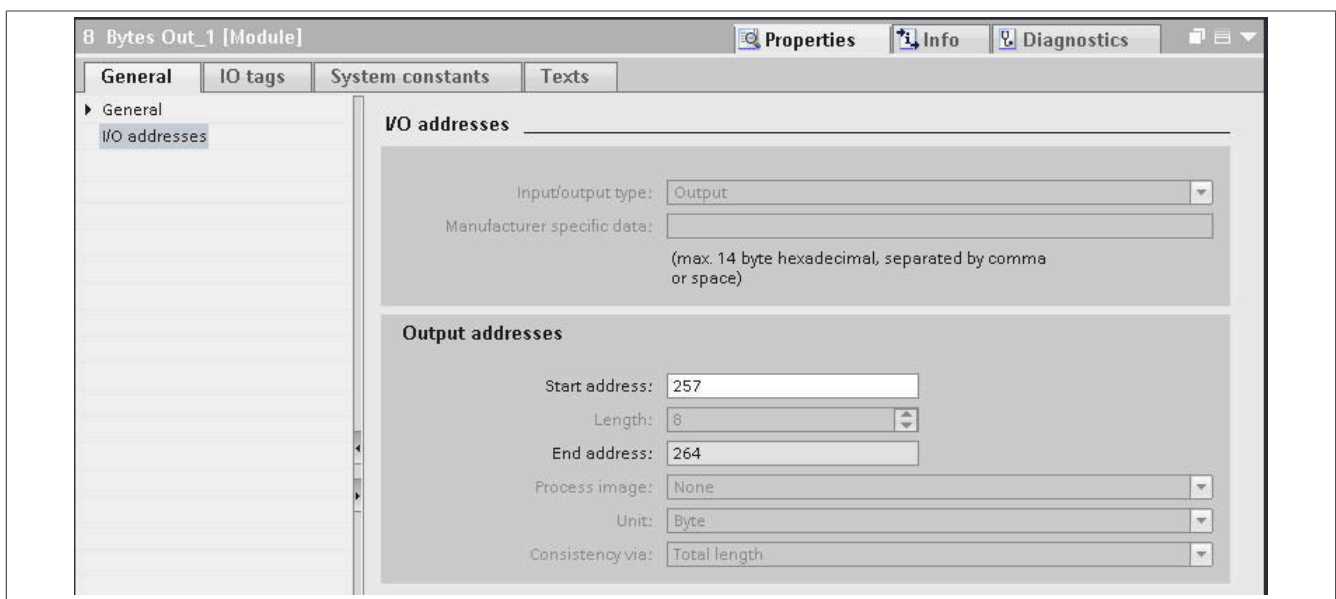 8 Bytes Out_1 [Module]
Properties
Info
Diagnostics
General
IO tags
System constants
Texts
General
I/O addresses
I/O addresses
Input/output type:
Output
Manufacturer specific data:
(max. 14 byte hexadecimal, separated by comma
or space)
Output addresses
Start address:
257
Length:
8
End address:
264
Process image:
None
Unit:
Byte
Consistency via:
Total length